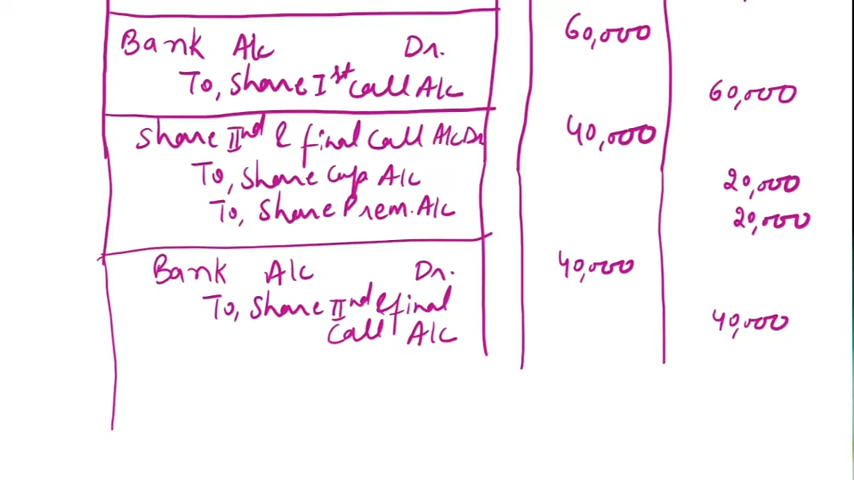 Bank A/c Dr. 60,000
To, Share Ist Call A/c 60,000
Share IInd & final Call A/c Dr 40,000
To, Share Cap A/c 20,000
To, Share Prem. A/c 20,000
Bank A/c Dr. 40,000
To, Share IInd & final
Call A/c 40,000